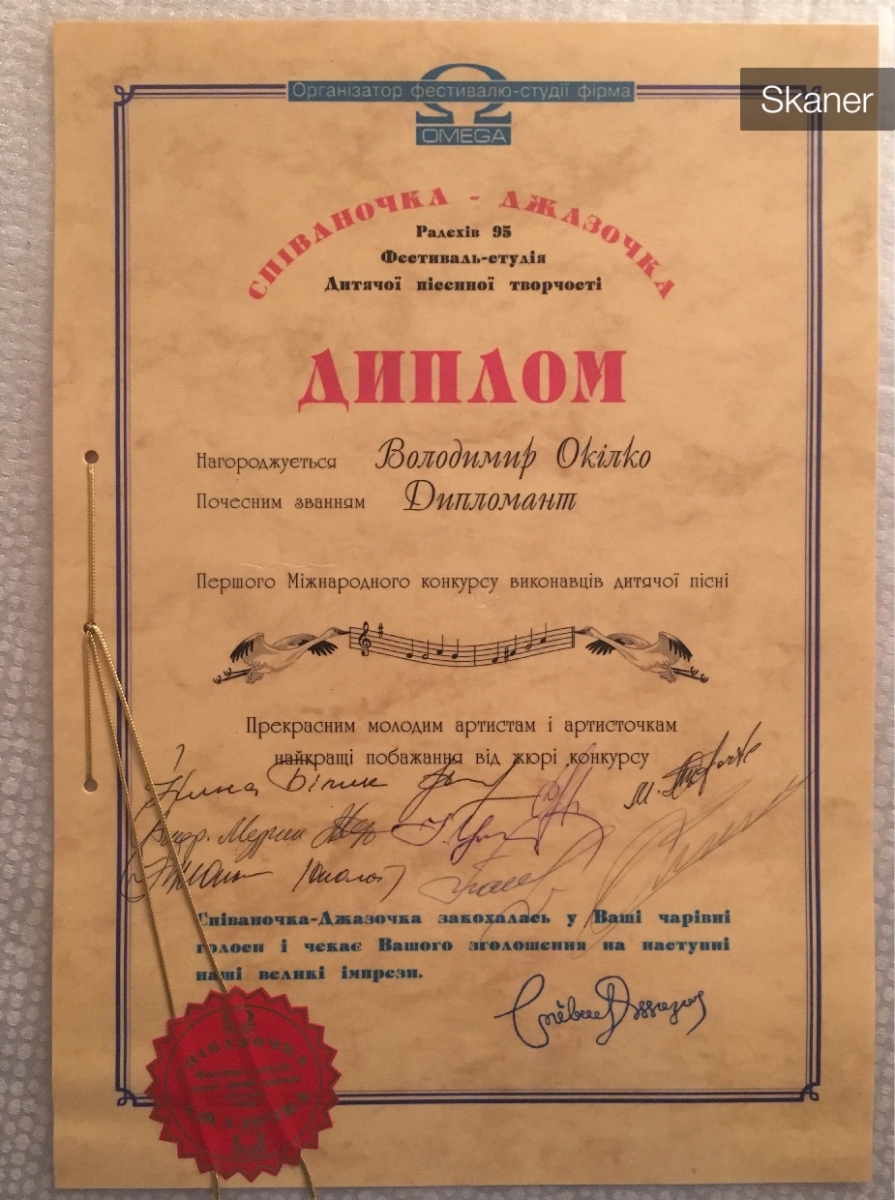 Організатор фестивалю-студії фірма
Ω
OMEGA
Skaner
СПІВАНОЧКА - ДЖАЗОЧКА
Радехів 95
Фестиваль-студія
Дитячої пісенної творчості
ДИПЛОМ
Нагороджується Володимир Окілко
Почесним званням Дипломант
Першого Міжнародного конкурсу виконавців дитячої пісні
Прекрасним молодим артистам і артисточкам
найкращі побажання від жюрі конкурсу
Співаночка-Джазочка закохалась у Ваші чарівні
голоси і чекає Вашого зголошення на наступні
наші великі імпрези.
СПІВАНОЧКА